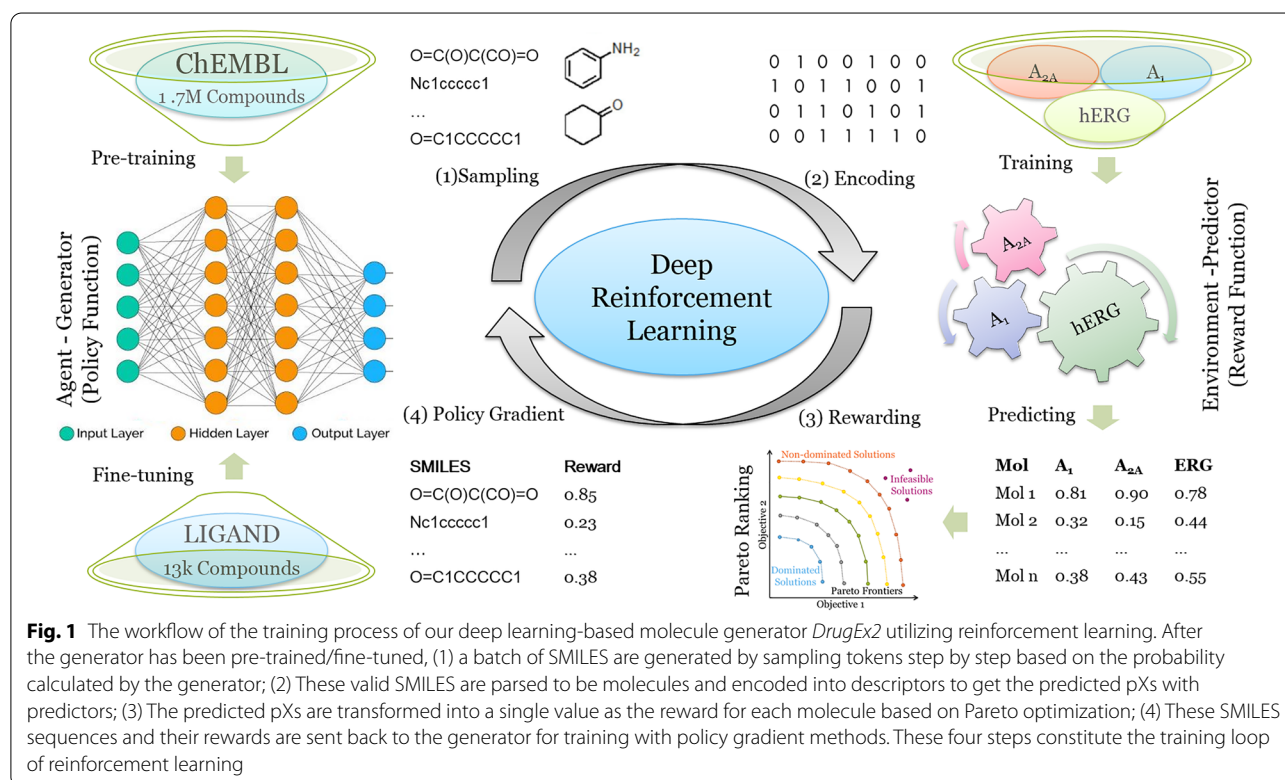 ChEMBL
1 .7M Compounds
Pre-training
Agent - Generator
(Policy Function)
Input Layer
Hidden Layer
Output Layer
Fine-tuning
LIGAND
13k Compounds
O=C(O)C(CO)=O
Nc1ccccc1
...
O=C1CCCCC1
NH2
O
(1)Sampling
0 1 0 0 1 0 0
1 0 1 1 0 0 1
0 1 1 0 1 0 1
0 0 1 1 1 1 0
(2) Encoding
Deep
Reinforcement
Learning
(4) Policy Gradient
(3) Rewarding
SMILES Reward
O=C(O)C(CO)=O 0.85
Nc1ccccc1 0.23
... ...
O=C1CCCCC1 0.38
A2A
A1
hERG
Training
A2A
A1
hERG
Environment -Predictor
(Reward Function)
Predicting
Mol A1 A2A ERG
Mol 1 0.81 0.90 0.78
Mol 2 0.32 0.15 0.44
... ... ... ...
Mol n 0.38 0.43 0.55
Pareto Ranking
Objective 2
Non-dominated Solutions
Infeasible
Solutions
Dominated
Solutions
Pareto Frontiers
Objective 1
Fig. 1 The workflow of the training process of our deep learning-based molecule generator DrugEx2 utilizing reinforcement learning. After
the generator has been pre-trained/fine-tuned, (1) a batch of SMILES are generated by sampling tokens step by step based on the probability
calculated by the generator; (2) These valid SMILES are parsed to be molecules and encoded into descriptors to get the predicted pXs with
predictors; (3) The predicted pXs are transformed into a single value as the reward for each molecule based on Pareto optimization; (4) These SMILES
sequences and their rewards are sent back to the generator for training with policy gradient methods. These four steps constitute the training loop
of reinforcement learning